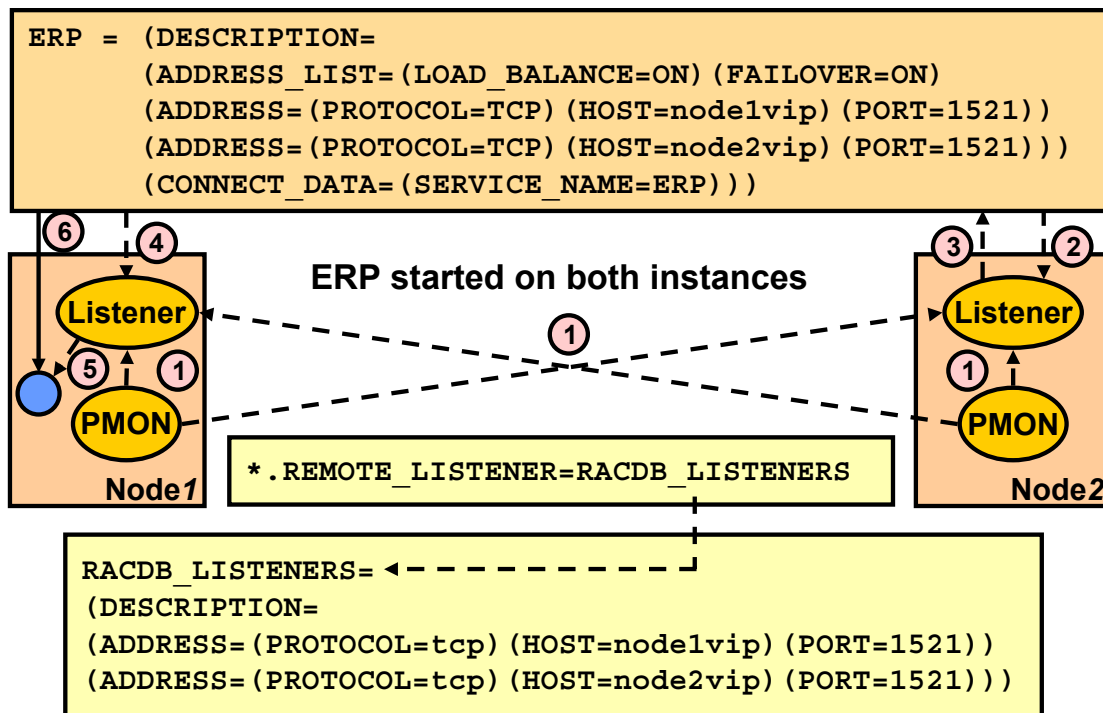 ERP = (DESCRIPTION=
(ADDRESS_LIST=(LOAD_BALANCE=ON)(FAILOVER=ON)
(ADDRESS=(PROTOCOL=TCP)(HOST=node1vip)(PORT=1521))
(ADDRESS=(PROTOCOL=TCP)(HOST=node2vip)(PORT=1521)))
(CONNECT_DATA=(SERVICE_NAME=ERP)))
6
4
3
2
ERP started on both instances
Listener
1
Listener
5
1
1
PMON
PMON
Node1
*.REMOTE_LISTENER=RACDB_LISTENERS
Node2
RACDB_LISTENERS=
(DESCRIPTION=
(ADDRESS=(PROTOCOL=tcp)(HOST=node1vip)(PORT=1521))
(ADDRESS=(PROTOCOL=tcp)(HOST=node2vip)(PORT=1521)))